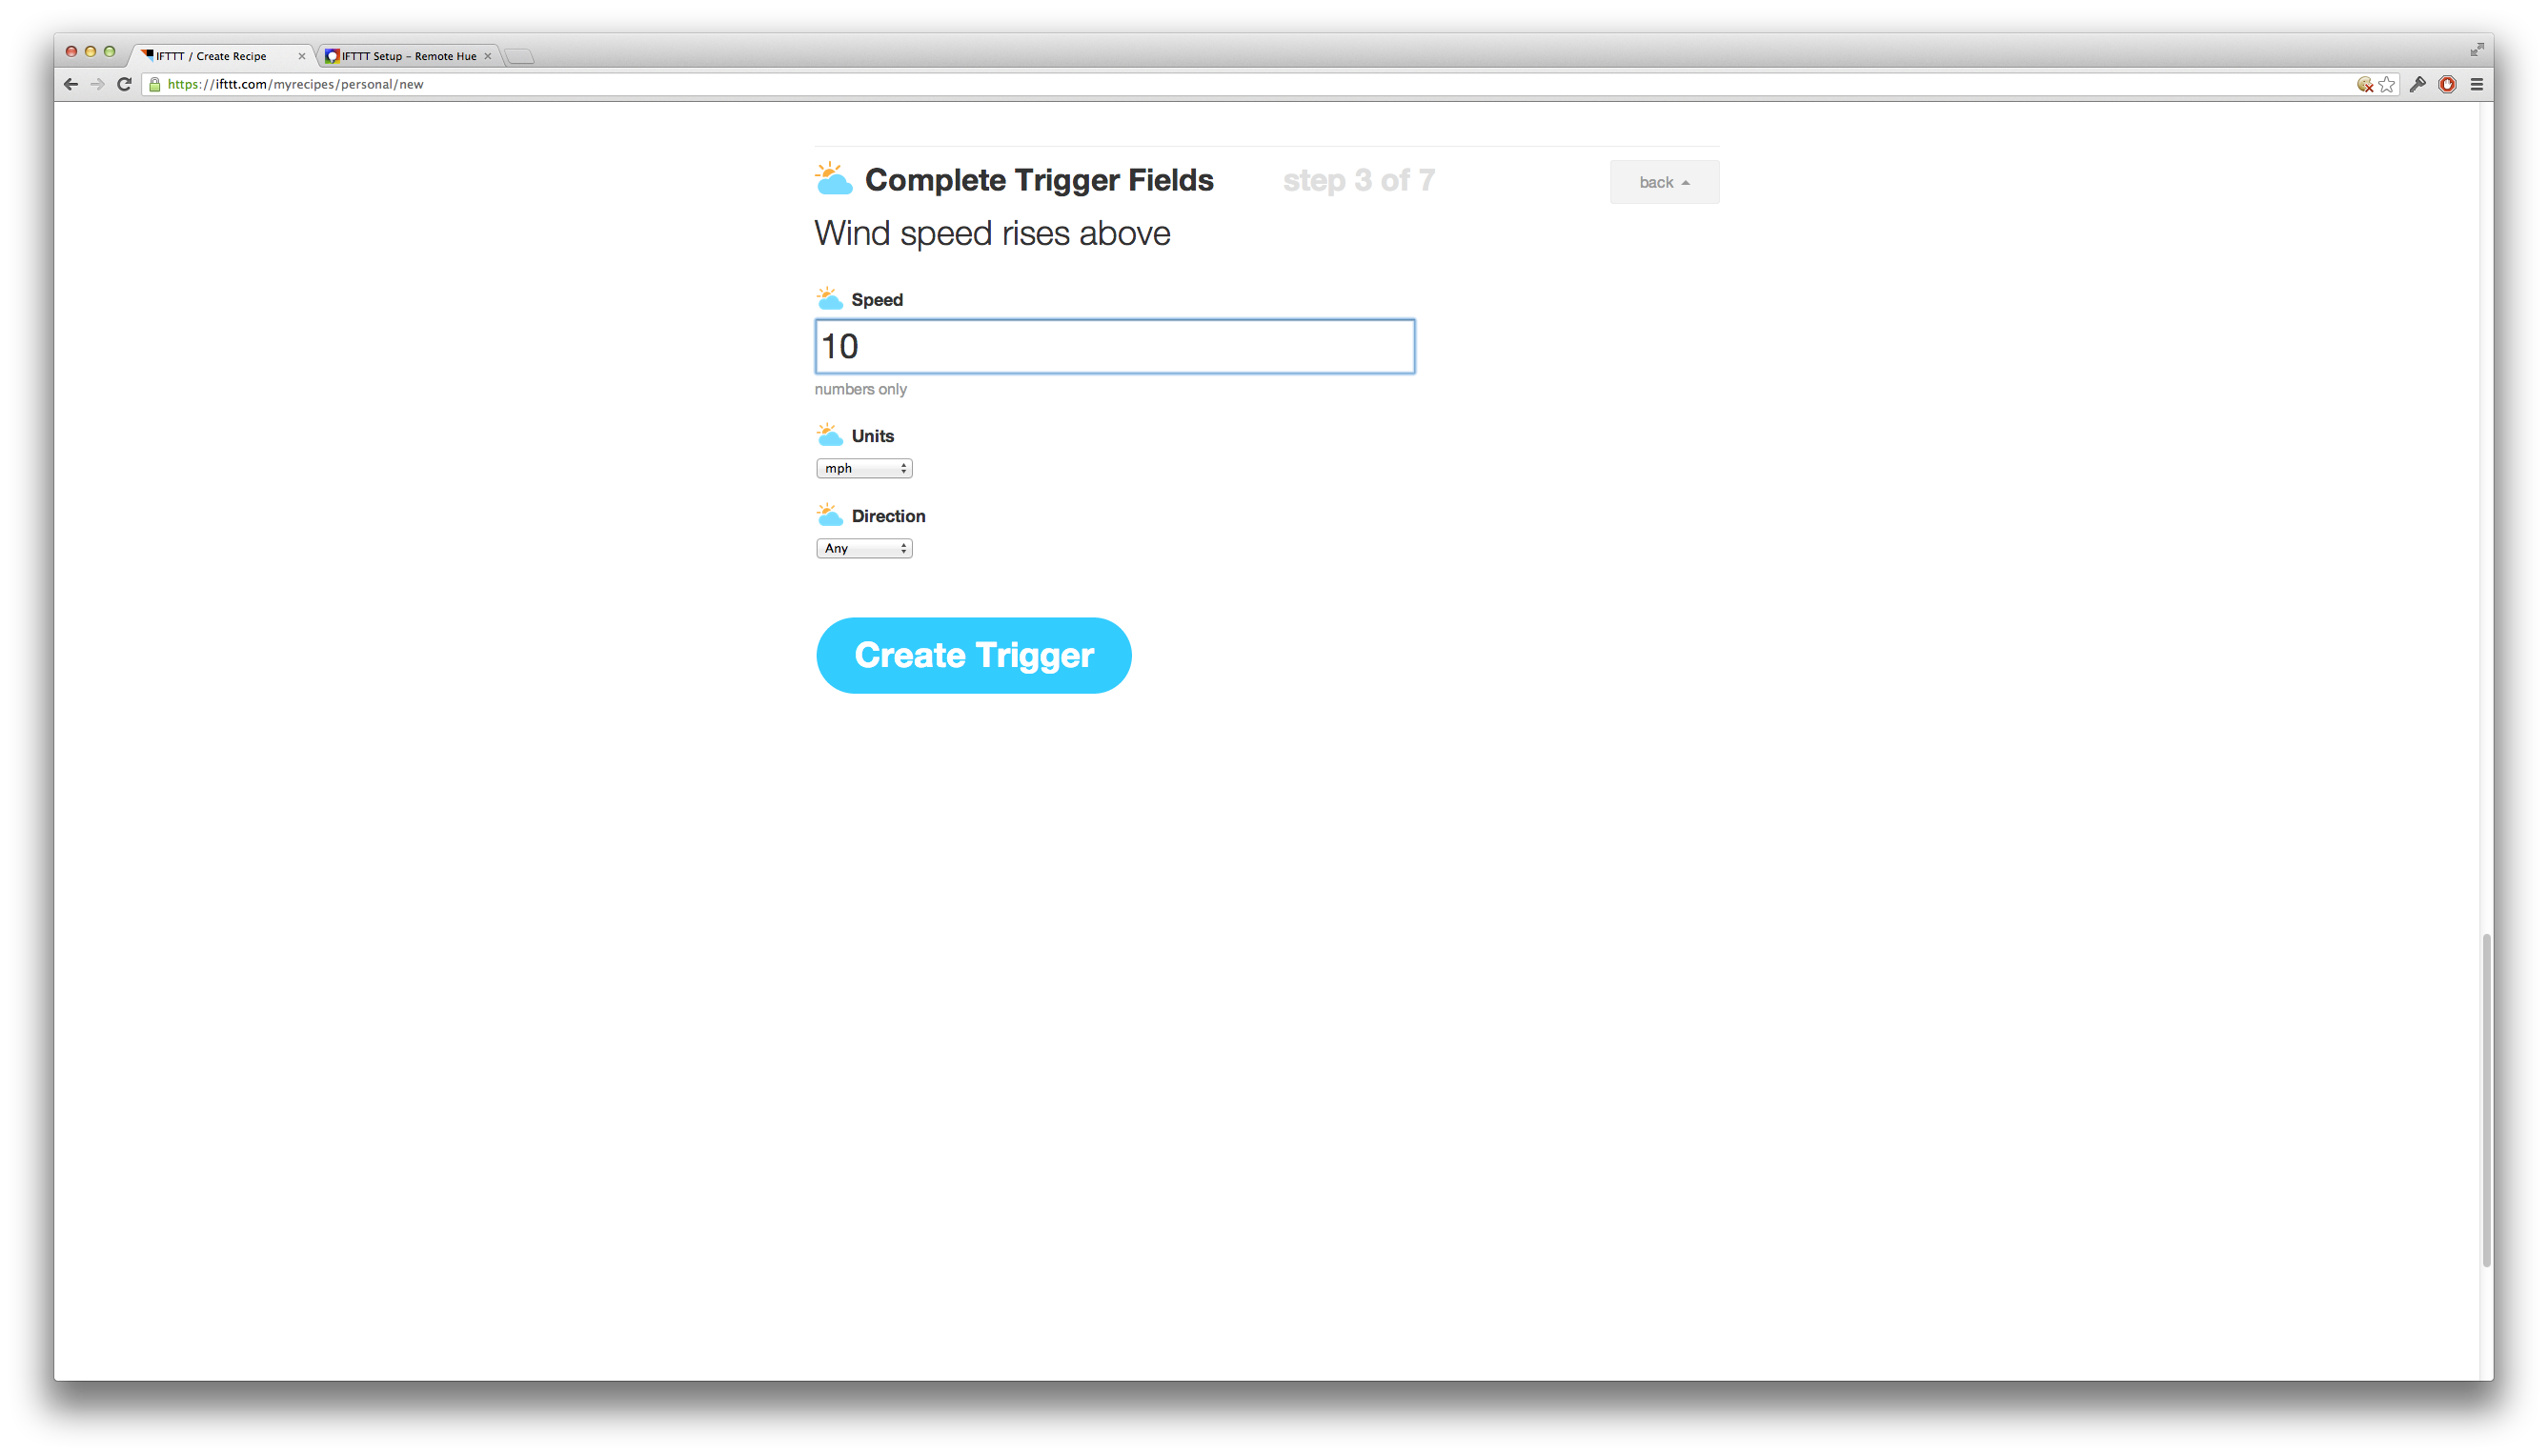 IFTTT / Create Recipe
IFTTT Setup - Remote Hue
https://ifttt.com/myrecipes/personal/new
Complete Trigger Fields
step 3 of 7
back
Wind speed rises above
Speed
10
numbers only
Units
mph
Direction
Any
Create Trigger